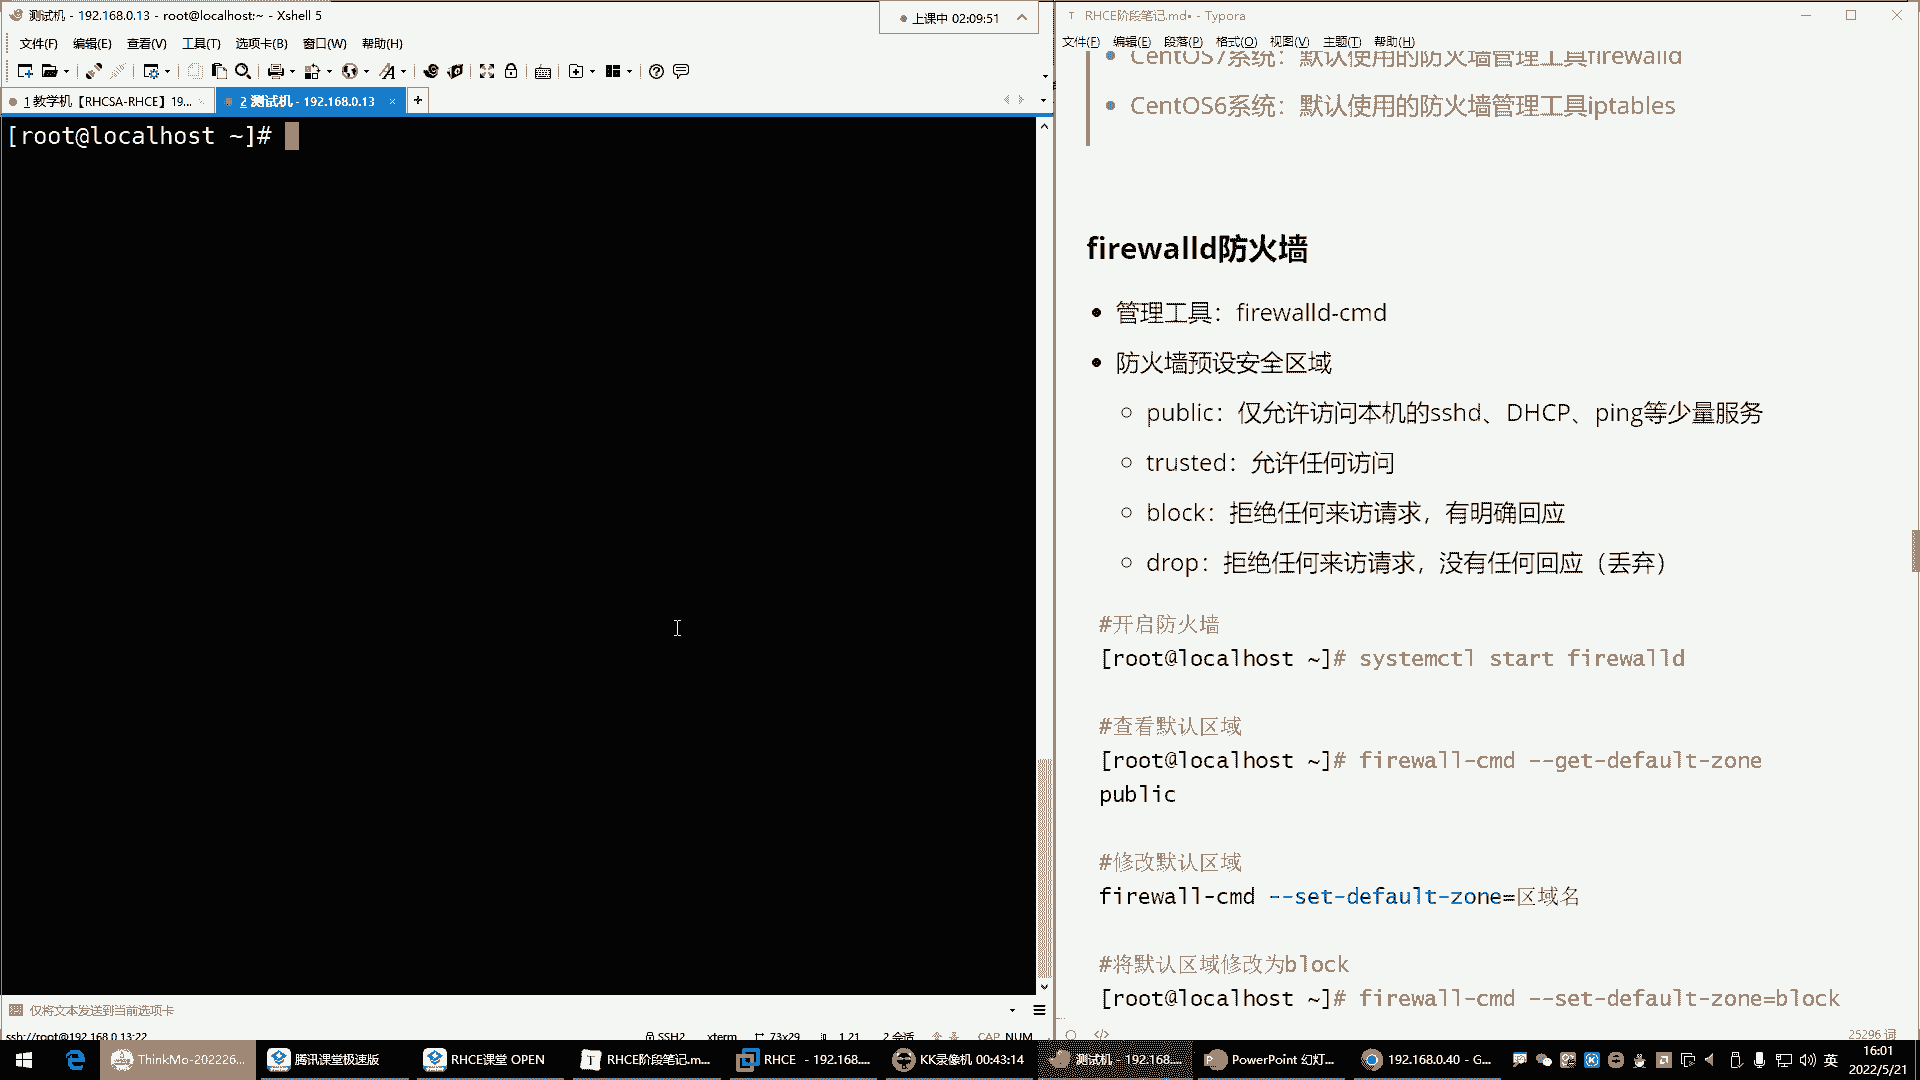 测试机 - 192.168.0.13 - root@localhost:~ - Xshell 5
上课中 02:09:51
文件(F) 编辑(E) 查看(V) 工具(T) 选项卡(B) 窗口(W) 帮助(H)
1 教学机【RHCSA-RHCE】19... × 2 测试机 - 192.168.0.13 × +
[root@localhost ~]#
仅将文本发送到当前选项卡
ssh://root@192.168.0.13:22 SSH2 xterm 73x29 1,21 2 会话 CAP NUM
RHCE阶段笔记.md• - Typora
文件(F) 编辑(E) 段落(P) 格式(O) 视图(V) 主题(T) 帮助(H)
CentOS7系统：默认使用的防火墙管理工具firewalld
CentOS6系统：默认使用的防火墙管理工具iptables
firewalld防火墙
管理工具：firewalld-cmd
防火墙预设安全区域
public：仅允许访问本机的sshd、DHCP、ping等少量服务
trusted：允许任何访问
block：拒绝任何来访请求，有明确回应
drop：拒绝任何来访请求，没有任何回应（丢弃）
#开启防火墙
[root@localhost ~]# systemctl start firewalld
#查看默认区域
[root@localhost ~]# firewall-cmd --get-default-zone
public
#修改默认区域
firewall-cmd --set-default-zone=区域名
#将默认区域修改为block
[root@localhost ~]# firewall-cmd --set-default-zone=block
25296 词
ThinkMo-202226... 腾讯课堂极速版 RHCE课堂 OPEN RHCE阶段笔记.m... RHCE - 192.168.... KK录像机 00:43:14 测试机 - 192.168.... PowerPoint 幻灯... 192.168.0.40 - G... 英
16:01
2022/5/21